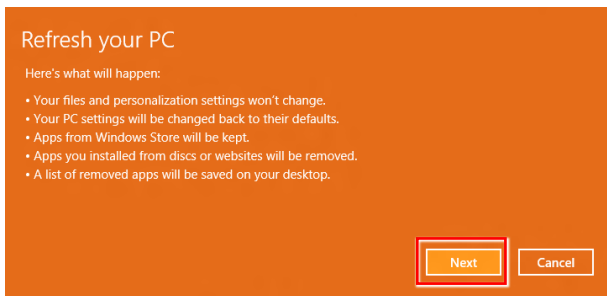 Refresh your PC
Here's what will happen:
• Your files and personalization settings won't change.
• Your PC settings will be changed back to their defaults.
• Apps from Windows Store will be kept.
• Apps you installed from discs or websites will be removed.
• A list of removed apps will be saved on your desktop.
Next Cancel